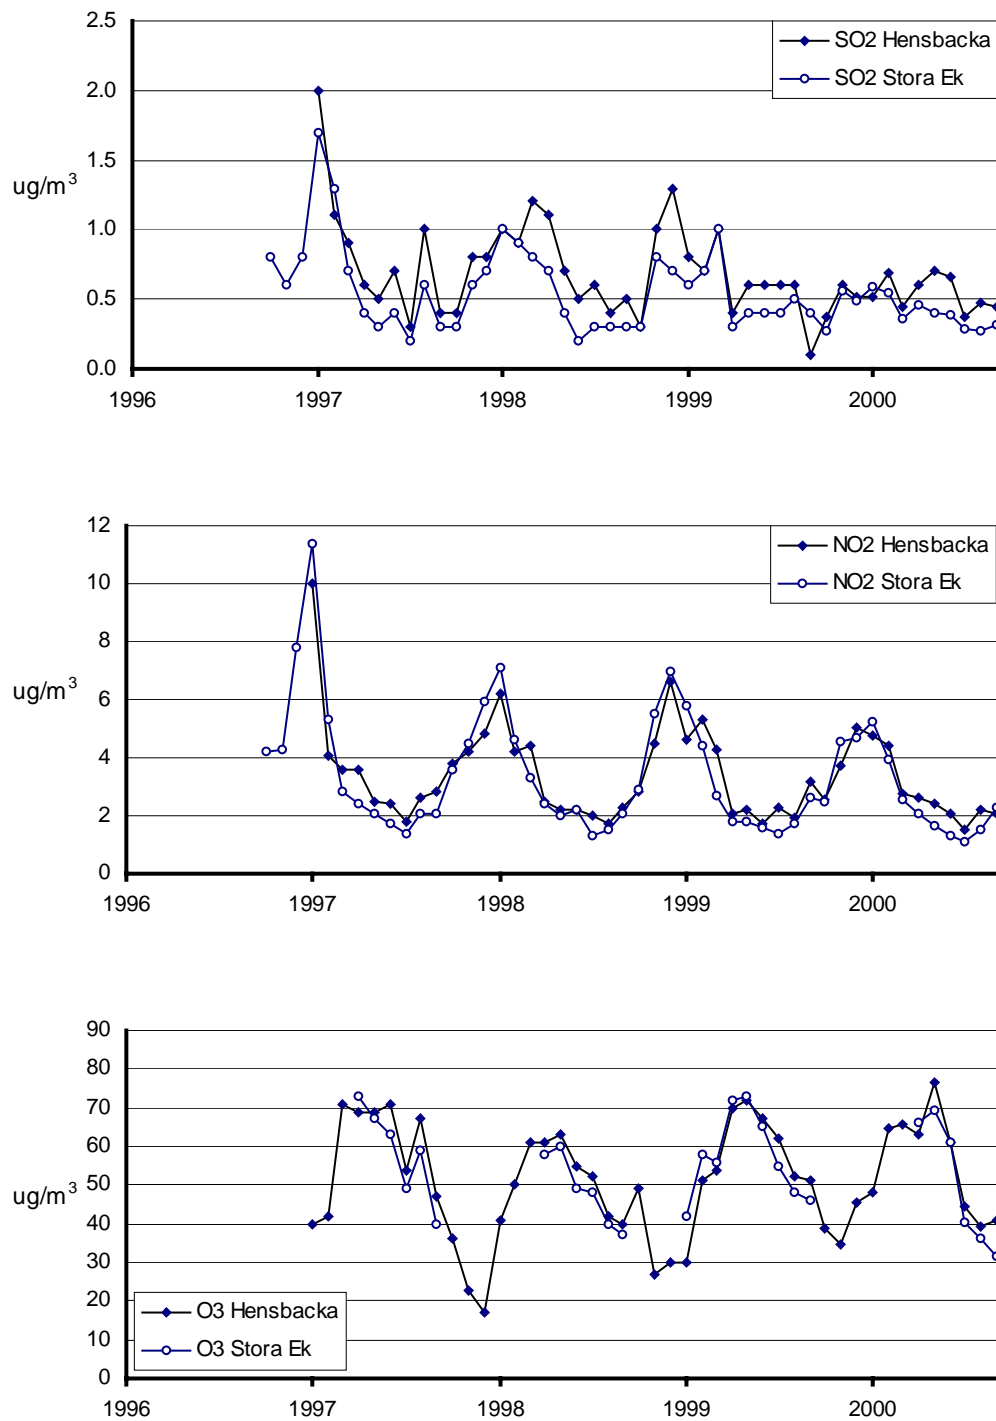 2.5
SO2 Hensbacka
SO2 Stora Ek
2.0
1.5
ug/m3
1.0
0.5
0.0
1996 1997 1998 1999 2000
12
NO2 Hensbacka
NO2 Stora Ek
10
8
ug/m3
6
4
2
0
1996 1997 1998 1999 2000
90
80
70
60
ug/m3
50
40
30
20
10
0
O3 Hensbacka
O3 Stora Ek
1996 1997 1998 1999 2000